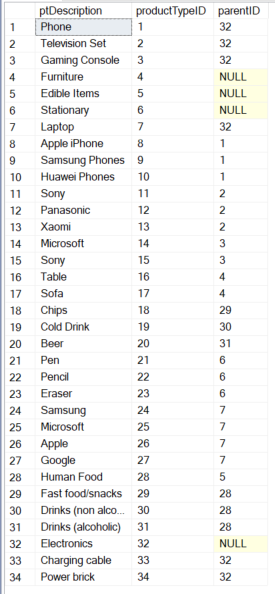 ptDescription productTypeID parentID
1 Phone 1 32
2 Television Set 2 32
3 Gaming Console 3 32
4 Furniture 4 NULL
5 Edible Items 5 NULL
6 Stationary 6 NULL
7 Laptop 7 32
8 Apple iPhone 8 1
9 Samsung Phones 9 1
10 Huawei Phones 10 1
11 Sony 11 2
12 Panasonic 12 2
13 Xaomi 13 2
14 Microsoft 14 3
15 Sony 15 3
16 Table 16 4
17 Sofa 17 4
18 Chips 18 29
19 Cold Drink 19 30
20 Beer 20 31
21 Pen 21 6
22 Pencil 22 6
23 Eraser 23 6
24 Samsung 24 7
25 Microsoft 25 7
26 Apple 26 7
27 Google 27 7
28 Human Food 28 5
29 Fast food/snacks 29 28
30 Drinks (non alco... 30 28
31 Drinks (alcoholic) 31 28
32 Electronics 32 NULL
33 Charging cable 33 32
34 Power brick 34 32